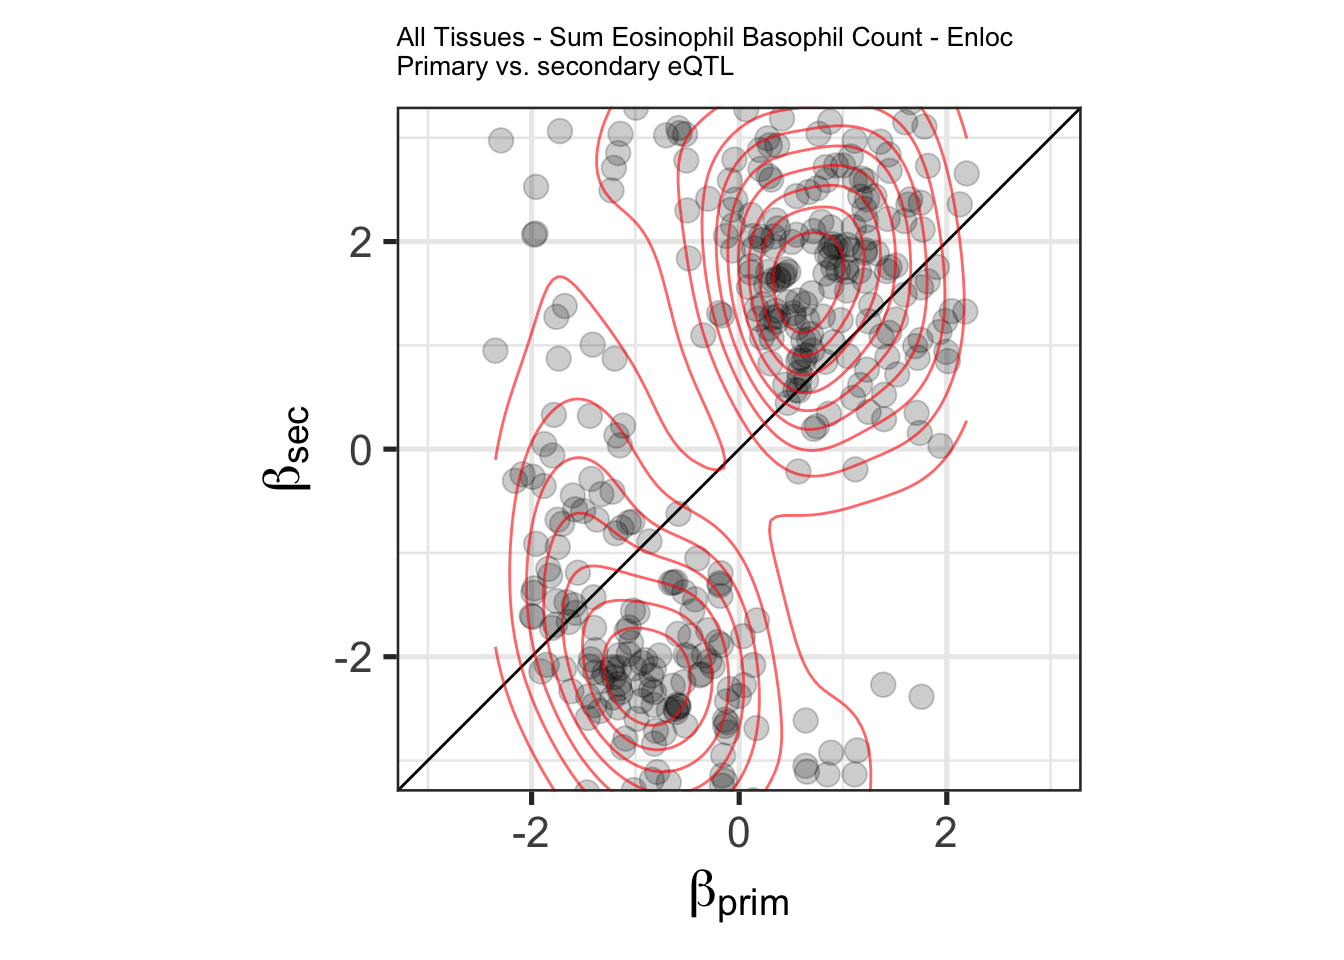 All Tissues - Sum Eosinophil Basophil Count - Enloc
Primary vs. secondary eQTL
2
0
-2
βsec
-2 0 2
βprim